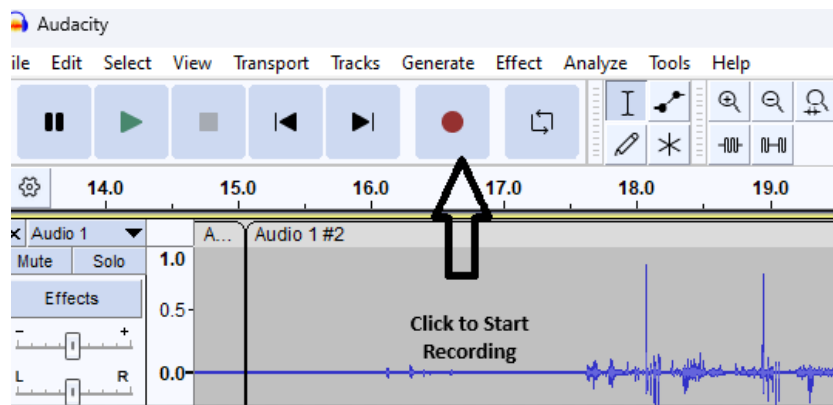 Audacity
ile Edit Select View Transport Tracks Generate Effect Analyze Tools Help
14.0 15.0 16.0 17.0 18.0 19.0
× Audio 1 A... Audio 1 #2
Mute Solo 1.0
Effects
0.5-
Click to Start
Recording
- +
0.0-
L R